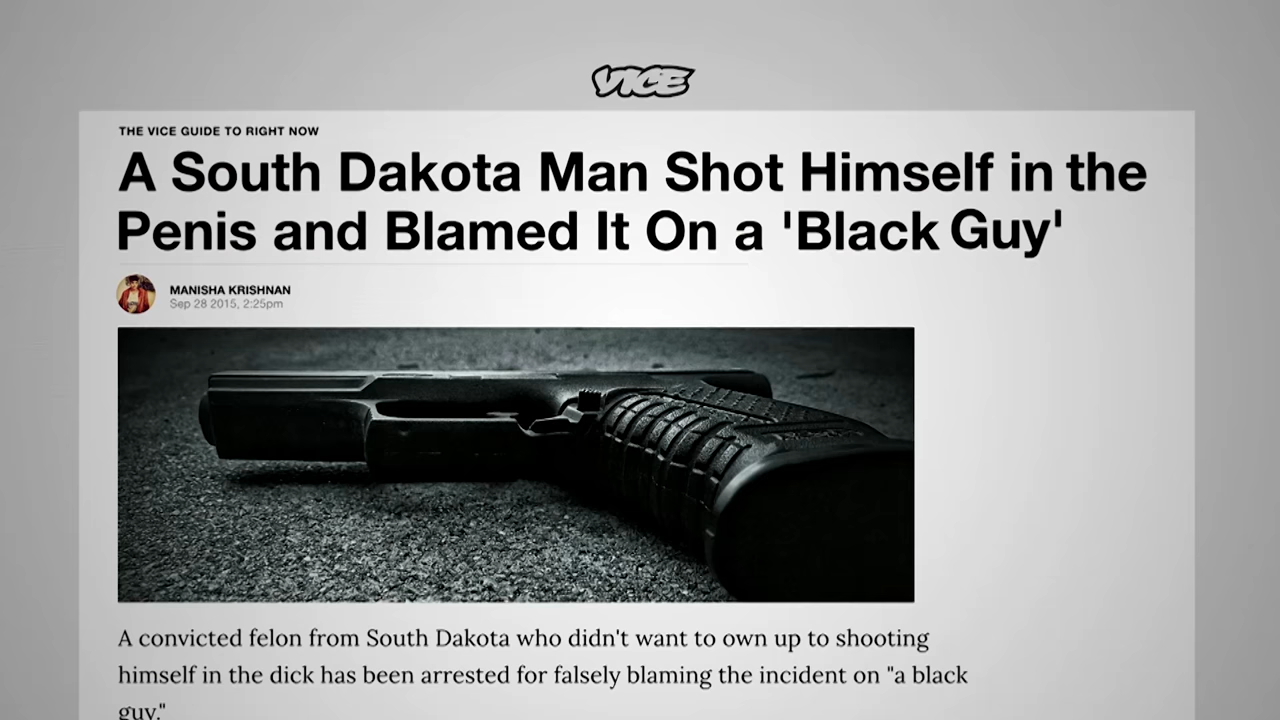 VICE
THE VICE GUIDE TO RIGHT NOW
A South Dakota Man Shot Himself in the
Penis and Blamed It On a 'Black Guy'
MANISHA KRISHNAN
Sep 28 2015, 2:25pm
A convicted felon from South Dakota who didn't want to own up to shooting
himself in the dick has been arrested for falsely blaming the incident on "a black
guy."